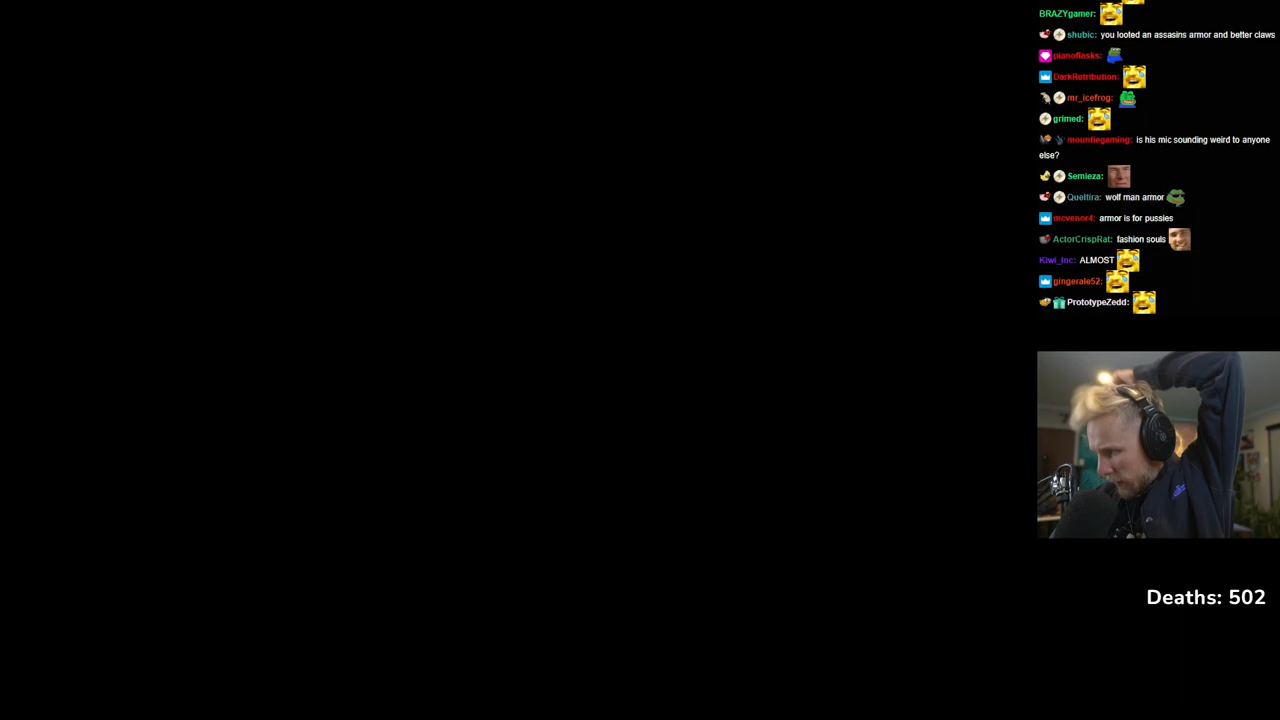 BRAZYgamer:
shubic: you looted an assasins armor and better claws
pianoflasks:
DarkRetribution:
mr_icefrog:
grimed:
mountiegaming: is his mic sounding weird to anyone
else?
Semieza:
Queltira: wolf man armor
mcvenor4: armor is for pussies
ActorCrispRat: fashion souls
Kiwi_Inc: ALMOST
gingerale52:
PrototypeZedd:
Deaths: 502